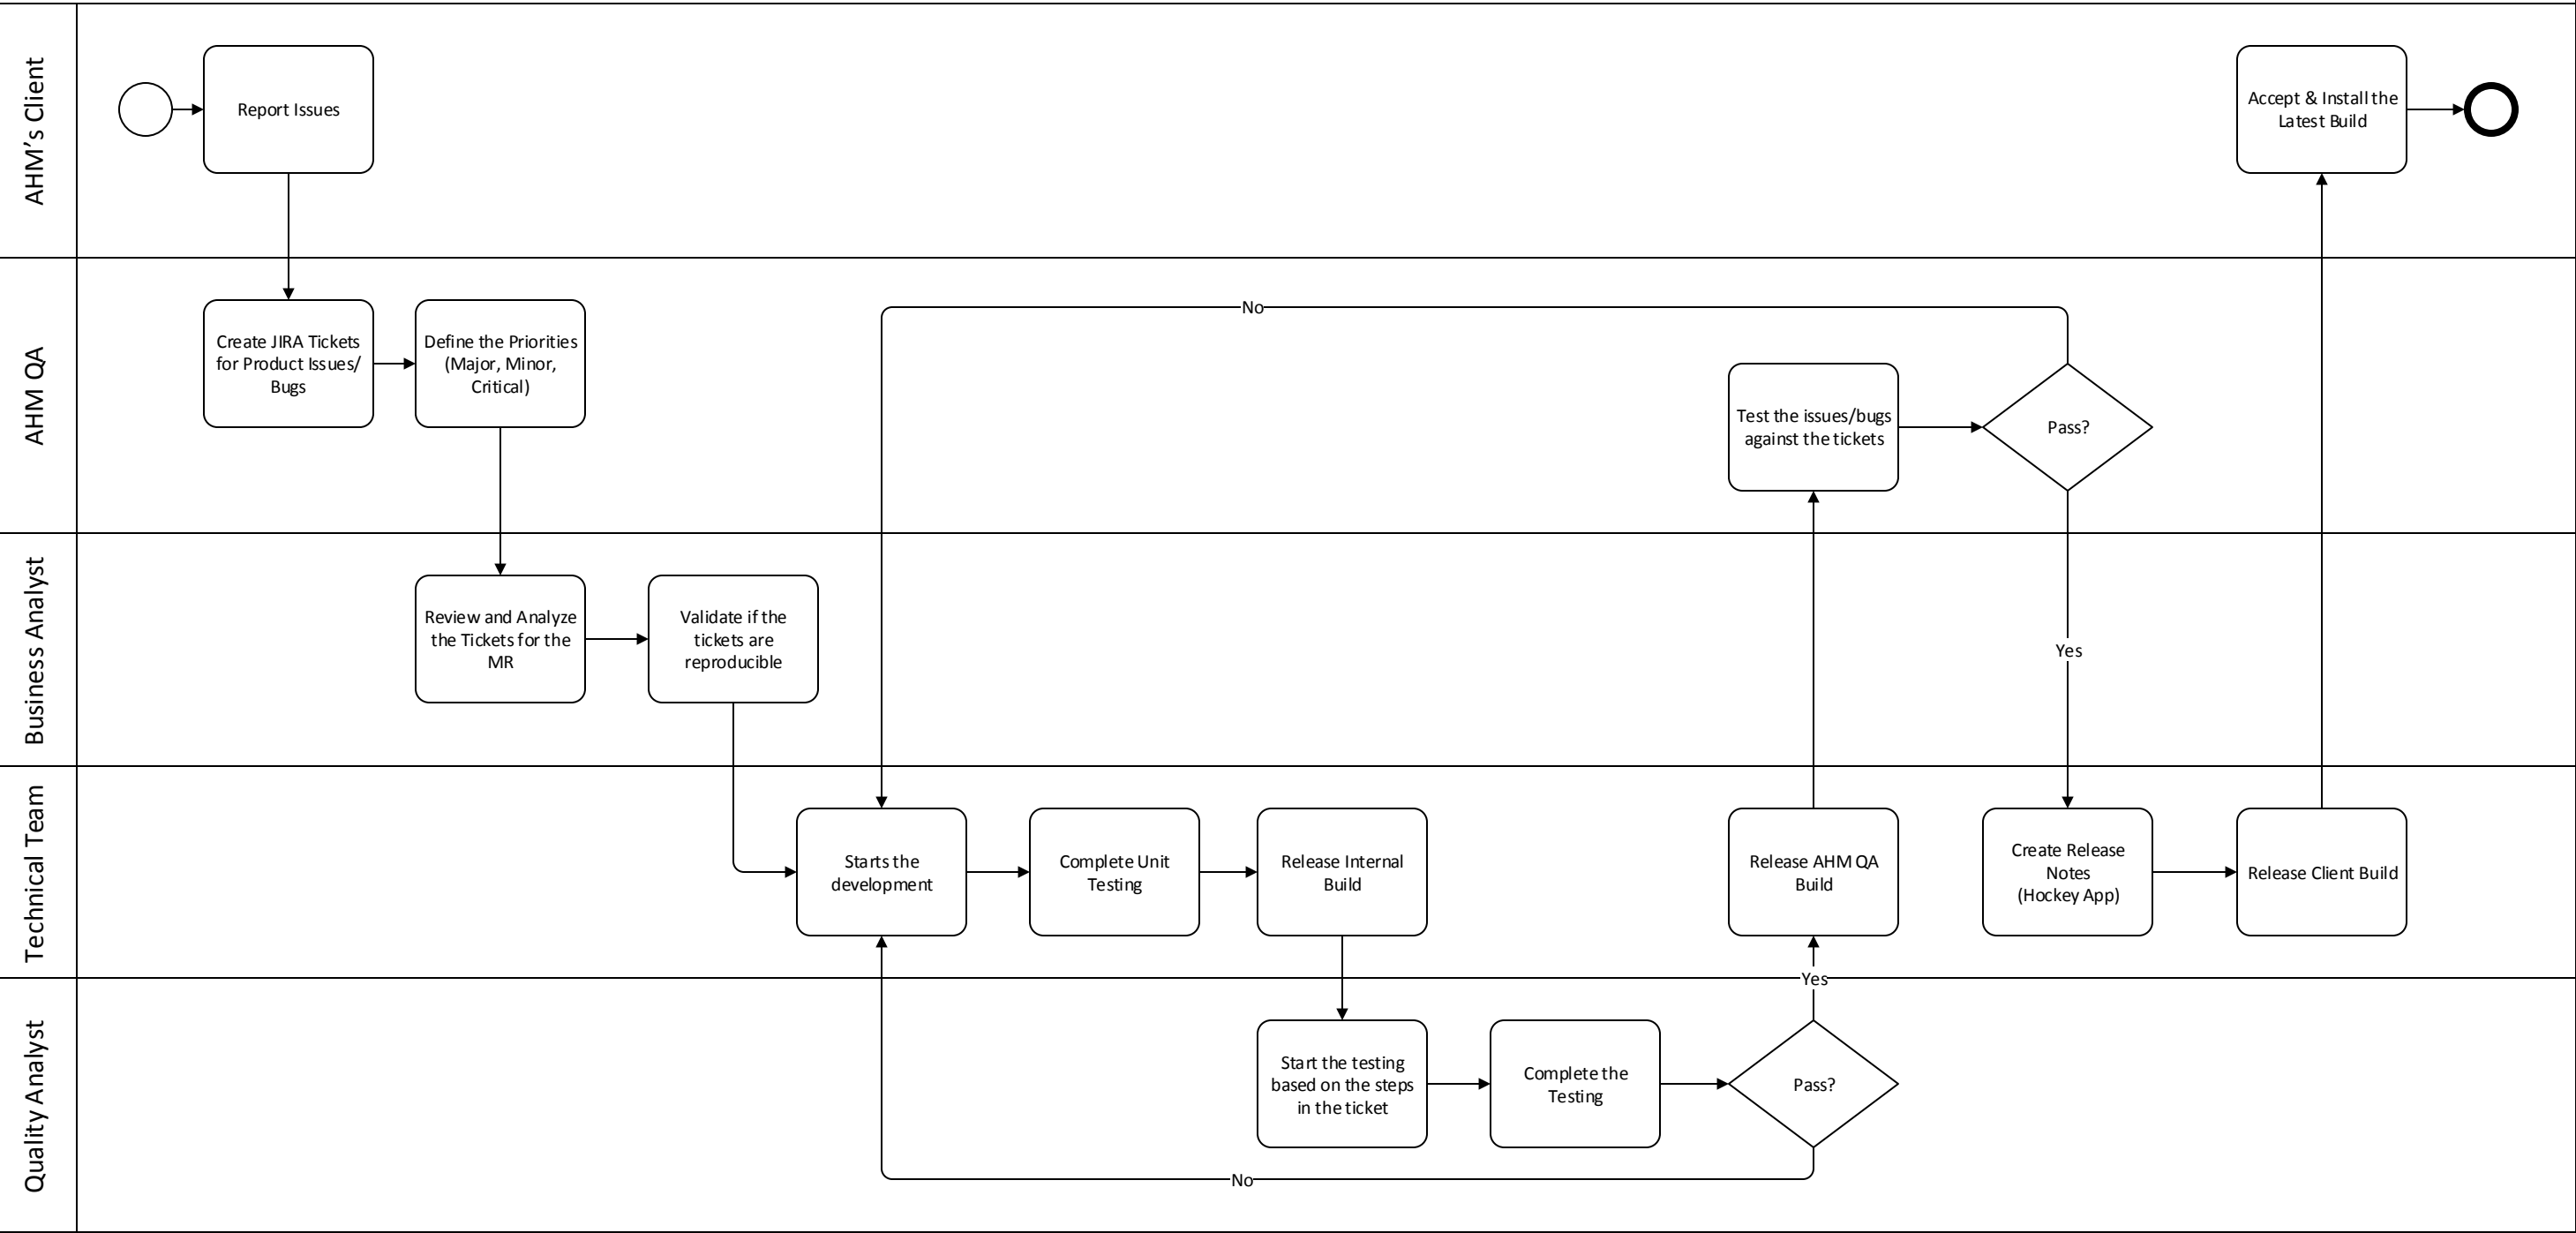 AHM's Client
Report Issues
Accept & Install the
Latest Build
AHM QA
Create JIRA Tickets
for Product Issues/
Bugs
Define the Priorities
(Major, Minor,
Critical)
No
Test the issues/bugs
against the tickets
Pass?
Yes
Business Analyst
Review and Analyze
the Tickets for the
MR
Validate if the
tickets are
reproducible
Technical Team
Starts the
development
Complete Unit
Testing
Release Internal
Build
Release AHM QA
Build
Create Release
Notes
(Hockey App)
Release Client Build
Yes
Quality Analyst
Start the testing
based on the steps
in the ticket
Complete the
Testing
Pass?
No